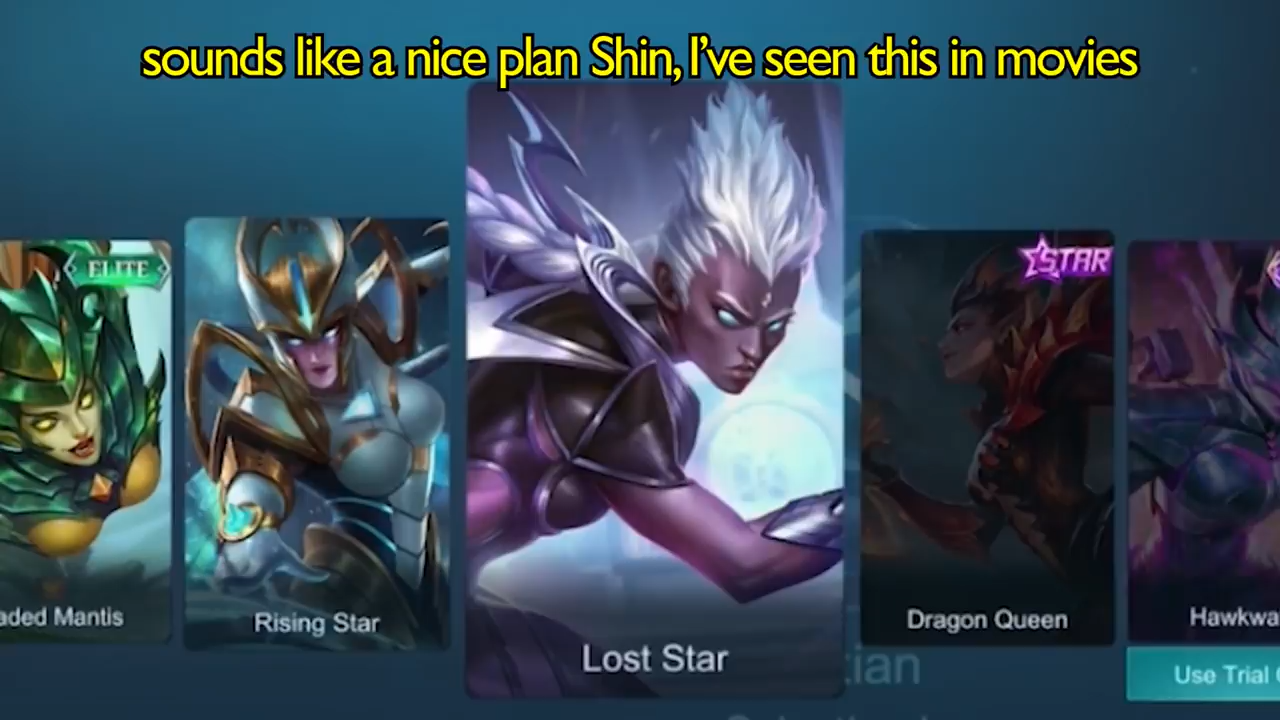 sounds like a nice plan Shin, I've seen this in movies
ELITE
STAR
aded Mantis
Rising Star
Lost Star
Dragon Queen
Hawkwa
Use Trial
tian